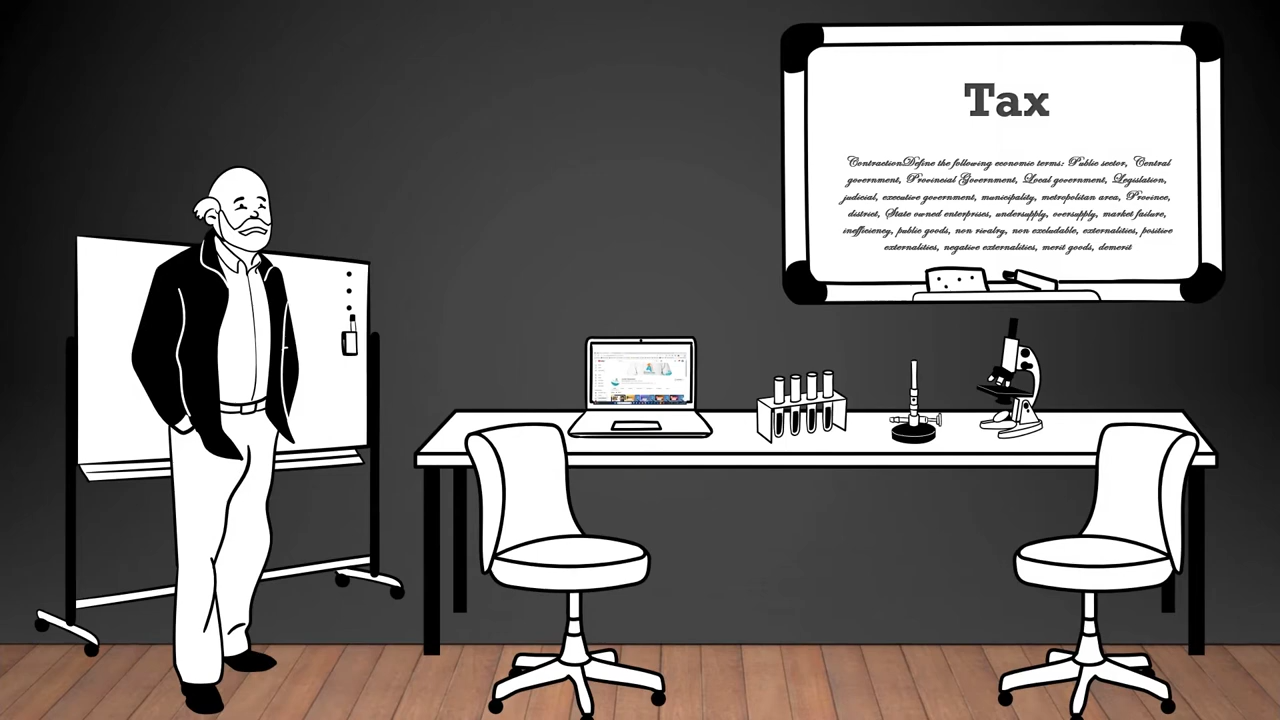 Tax
ContractionDefine the following economic terms: Public sector, Central
government, Provincial Government, Local government, Legislation,
judicial, executive government, municipality, metropolitan area, Province,
district, State owned enterprises, undersupply, oversupply, market failure,
inefficiency, public goods, non rivalry, non excludable, externalities, positive
externalities, negative externalities, merit goods, demerit